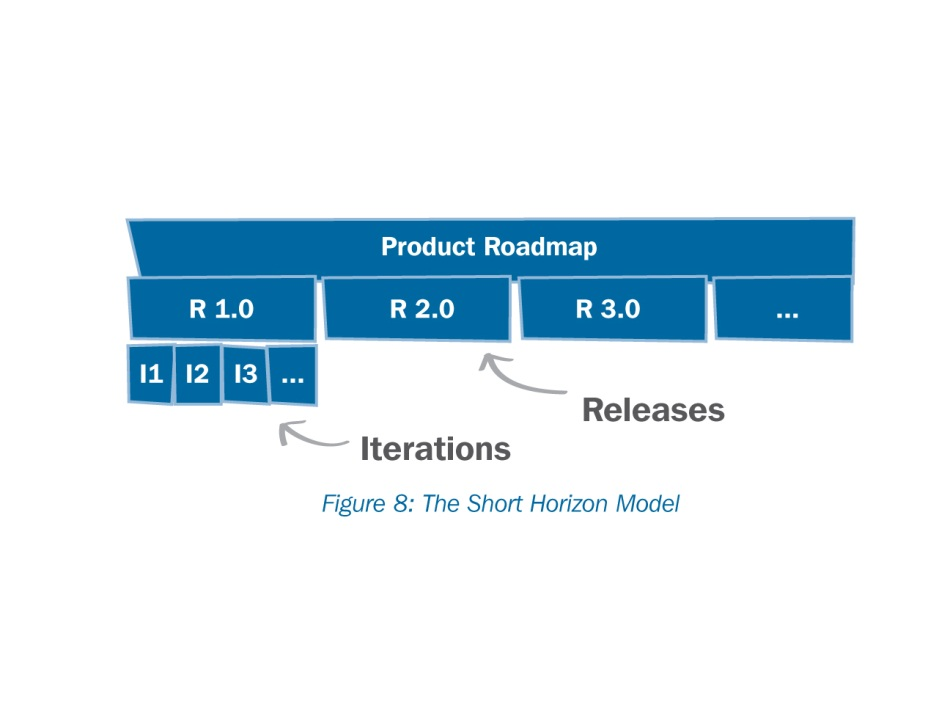 Product Roadmap
R 1.0 R 2.0 R 3.0 ...
I1 I2 I3 ...
Releases
Iterations
Figure 8: The Short Horizon Model